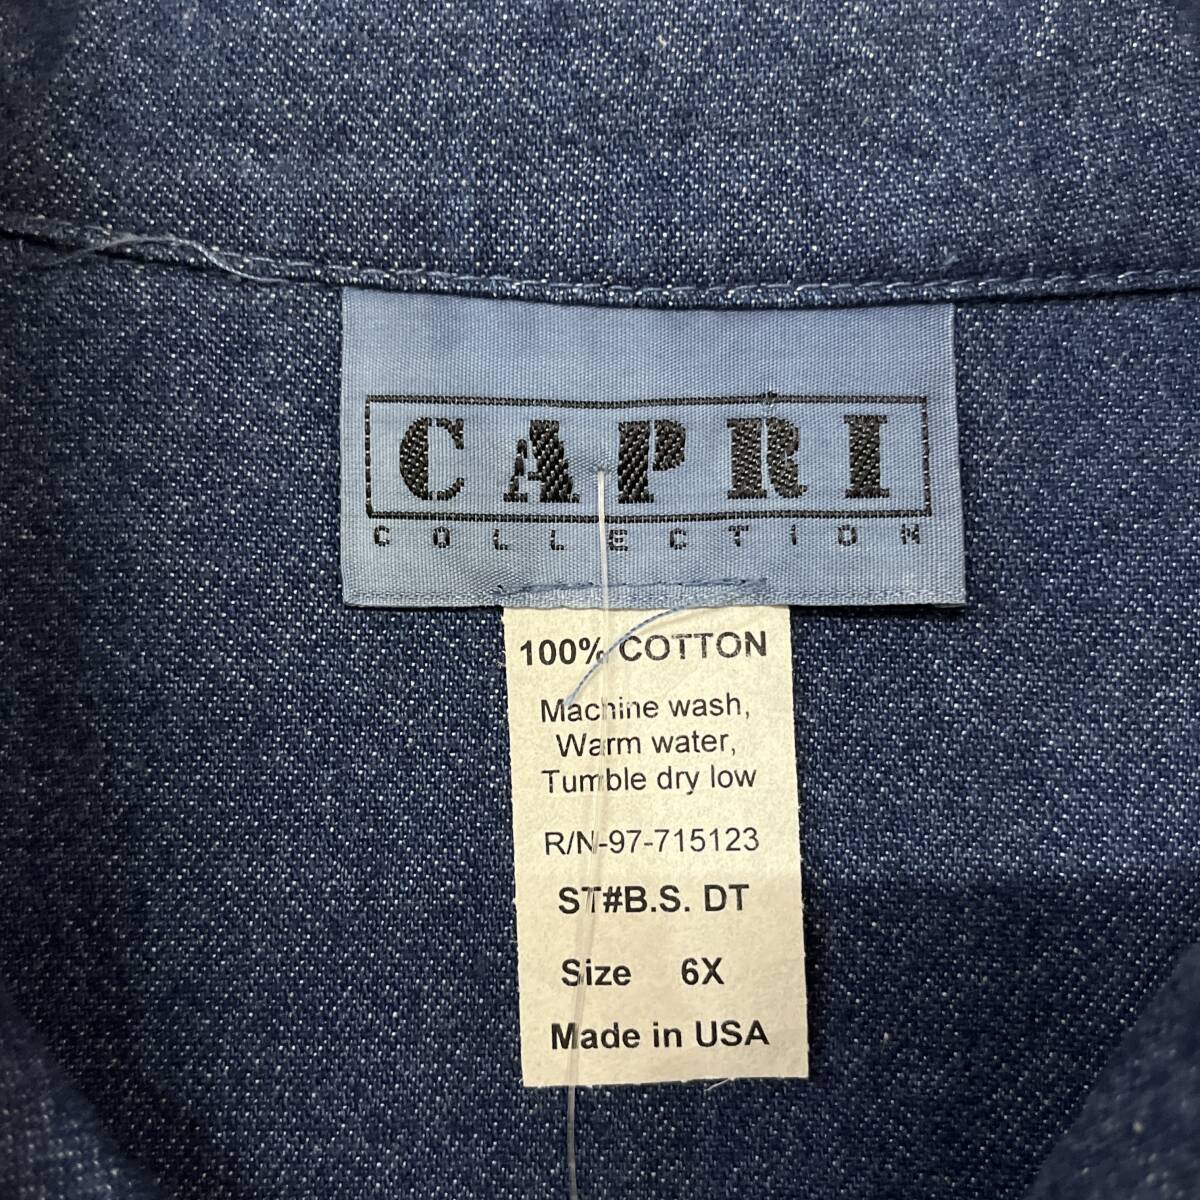 CAPRI
COLLECTION
100% COTTON
Machine wash,
Warm water,
Tumble dry low
R/N-97-715123
ST#B.S. DT
Size 6X
Made in USA